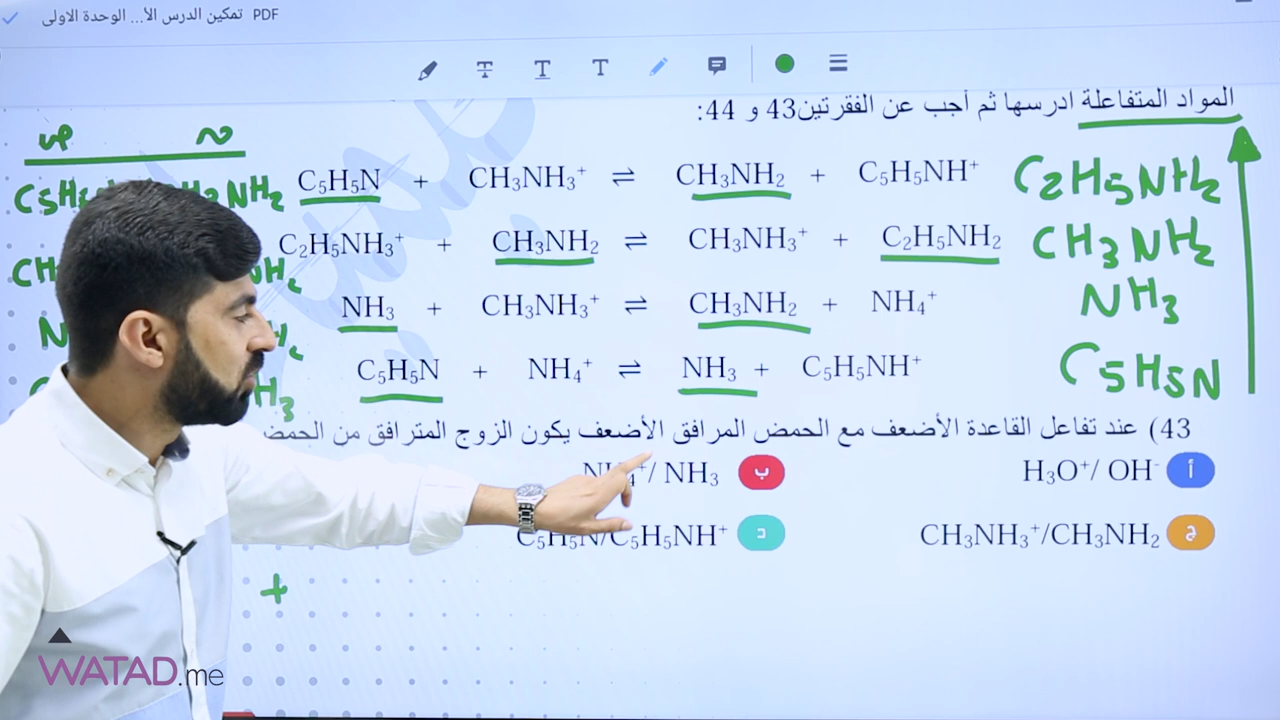 PDF تمكين الدرس الأ... الوحدة الاولى
المواد المتفاعلة ادرسها ثم أجب عن الفقرتين43 و 44:
C₅H₅N + CH₃NH₃⁺ ⇌ CH₃NH₂ + C₅H₅NH⁺ C2H5NH2
C₂H₅NH₃⁺ + CH₃NH₂ ⇌ CH₃NH₃⁺ + C₂H₅NH₂ CH3NH2
NH₃ + CH₃NH₃⁺ ⇌ CH₃NH₂ + NH₄⁺ NH3
C₅H₅N + NH₄⁺ ⇌ NH₃ + C₅H₅NH⁺ C5H5N
43) عند تفاعل القاعدة الأضعف مع الحمض المرافق الأضعف يكون الزوج المترافق من الحمض
أ H₃O⁺/ OH⁻
ب NH₄⁺/ NH₃
ج CH₃NH₃⁺/CH₃NH₂
د C₅H₅N/C₅H₅NH⁺
+
WATAD.me